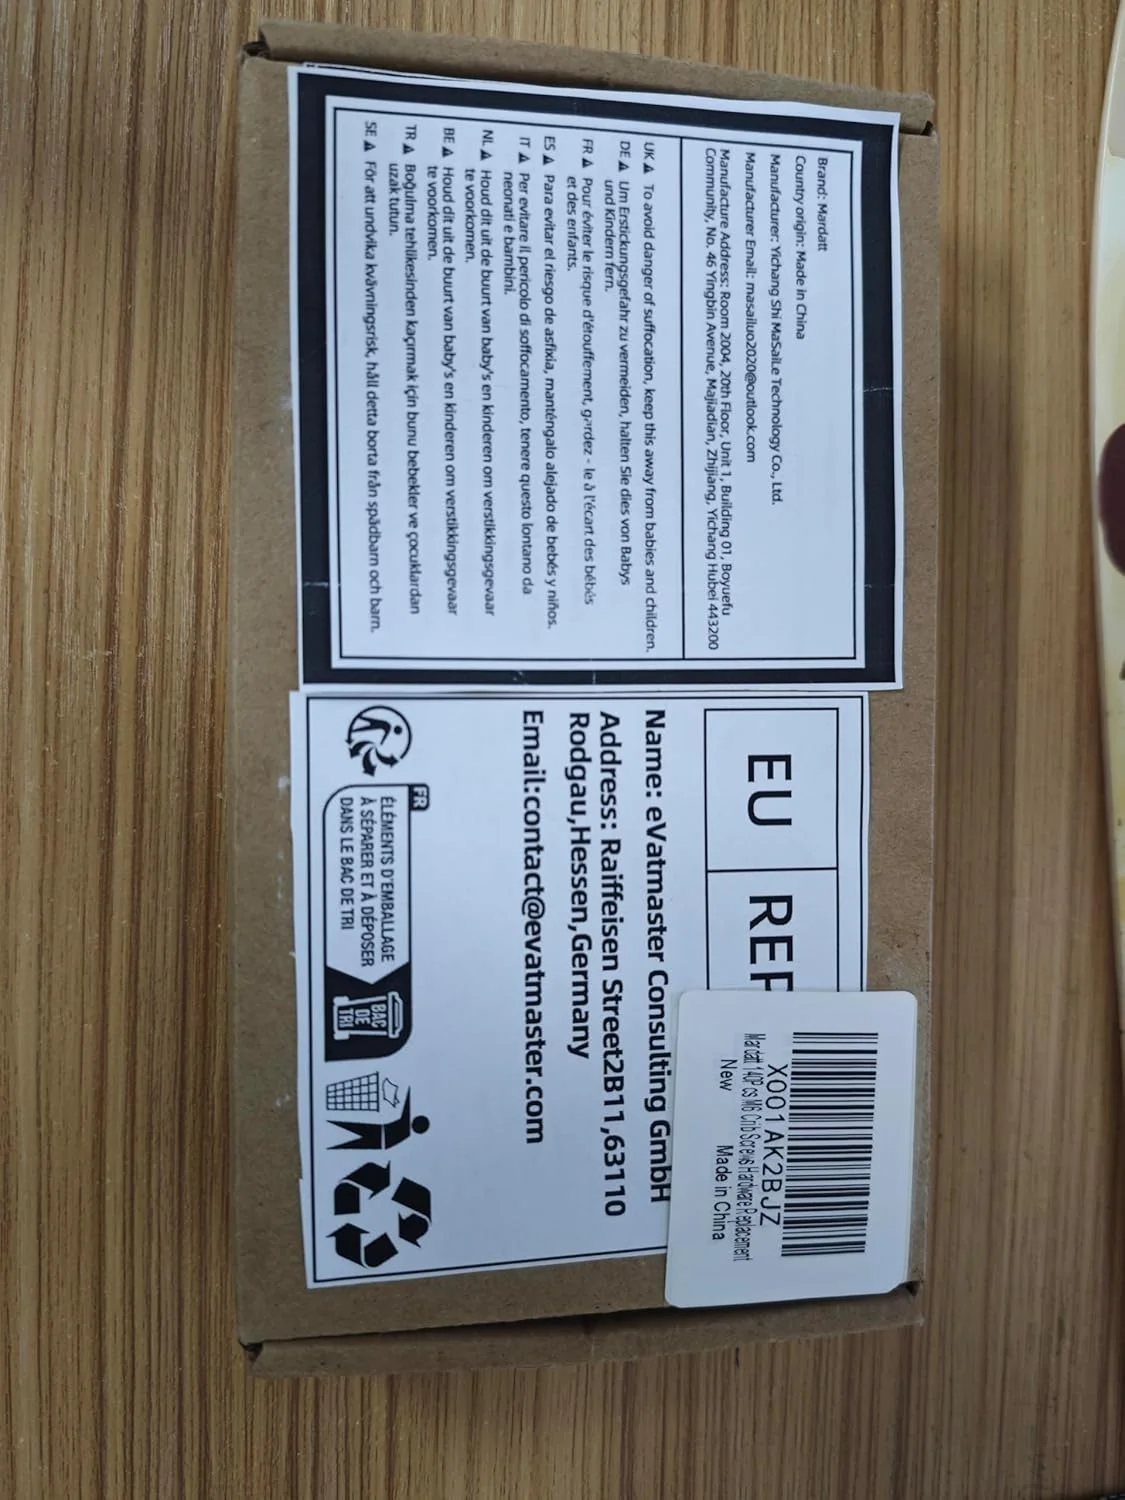 Brand: Mardatt
Country origin: Made in China
Manufacturer: Yichang Shi MaSaiLe Technology Co., Ltd.
Manufacturer Email: masailuo2020@outlook.com
Manufacture Address: Room 2004, 20th Floor, Unit 1, Building 01, Boyuefu
Community, No. 46 Yingbin Avenue, Majiadian, Zhijiang, Yichang Hubei 443200
UK ⚠ To avoid danger of suffocation, keep this away from babies and children.
DE ⚠ Um Erstickungsgefahr zu vermeiden, halten Sie dies von Babys
und Kindern fern.
FR ⚠ Pour éviter le risque d'étouffement, gardez - le à l'écart des bébés
et des enfants.
ES ⚠ Para evitar el riesgo de asfixia, manténgalo alejado de bebés y niños.
IT ⚠ Per evitare il pericolo di soffocamento, tenere questo lontano da
neonati e bambini.
NL ⚠ Houd dit uit de buurt van baby's en kinderen om verstikkingsgevaar
te voorkomen.
BE ⚠ Houd dit uit de buurt van baby's en kinderen om verstikkingsgevaar
te voorkomen.
TR ⚠ Boğulma tehlikesinden kaçırmak için bunu bebekler ve çocuklardan
uzak tutun.
SE ⚠ För att undvika kvävningsrisk, håll detta borta från spädbarn och barn.
EU REP
Name: eVatmaster Consulting GmbH
Address: Raiffeisen Street2B11,63110
Rodgau,Hessen,Germany
Email:contact@evatmaster.com
FR
ÉLÉMENTS D'EMBALLAGE
À SÉPARER ET À DÉPOSER
DANS LE BAC DE TRI
BAC
DE
TRI
X001AK2BJZ
Mardatt 140Pcs M6 Crib Screws Hardware Replacement
New Made in China